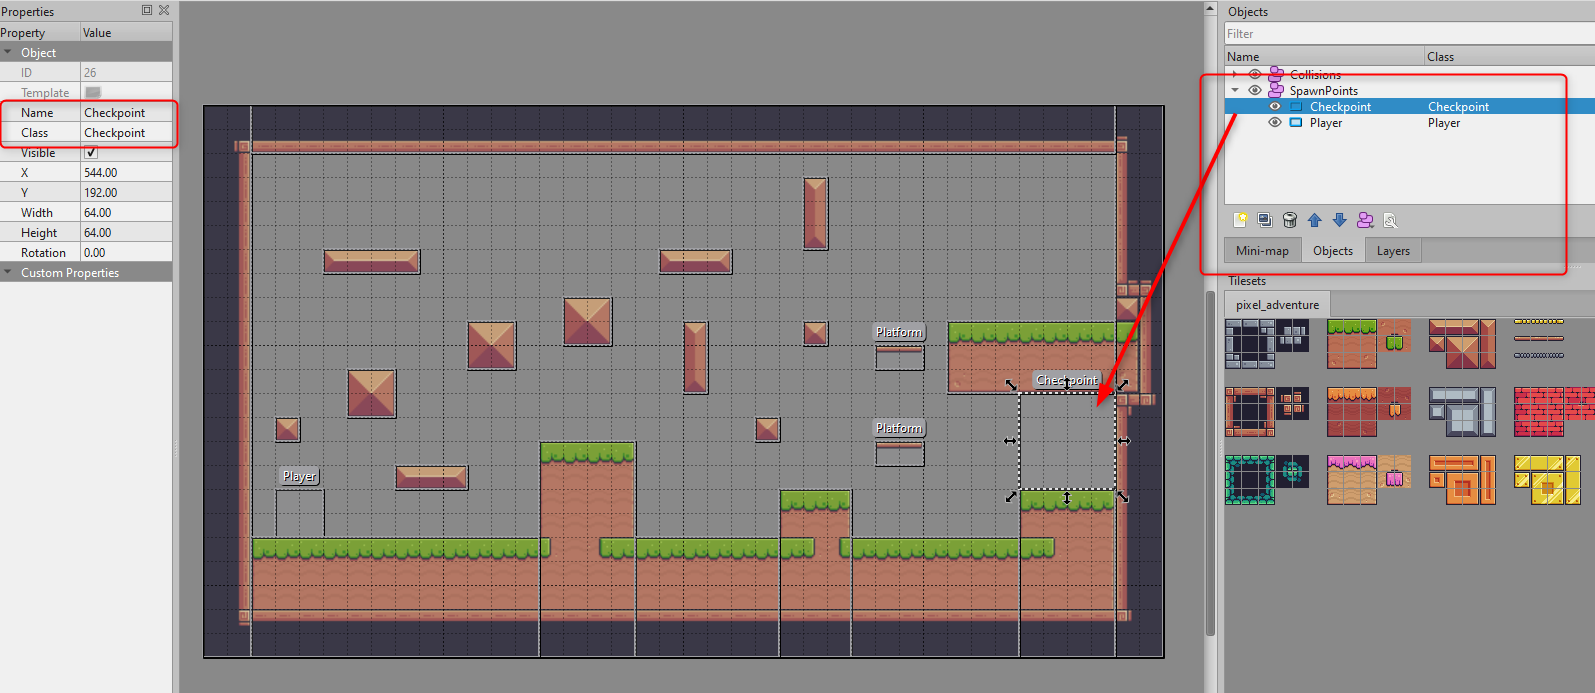 Properties
Property Value
Object
ID 26
Template
Name Checkpoint
Class Checkpoint
Visible
X 544.00
Y 192.00
Width 64.00
Height 64.00
Rotation 0.00
Custom Properties
Platform
Checkpoint
Platform
Player
Objects
Filter
Name Class
Collisions
SpawnPoints
Checkpoint Checkpoint
Player Player
Mini-map Objects Layers
Tilesets
pixel_adventure